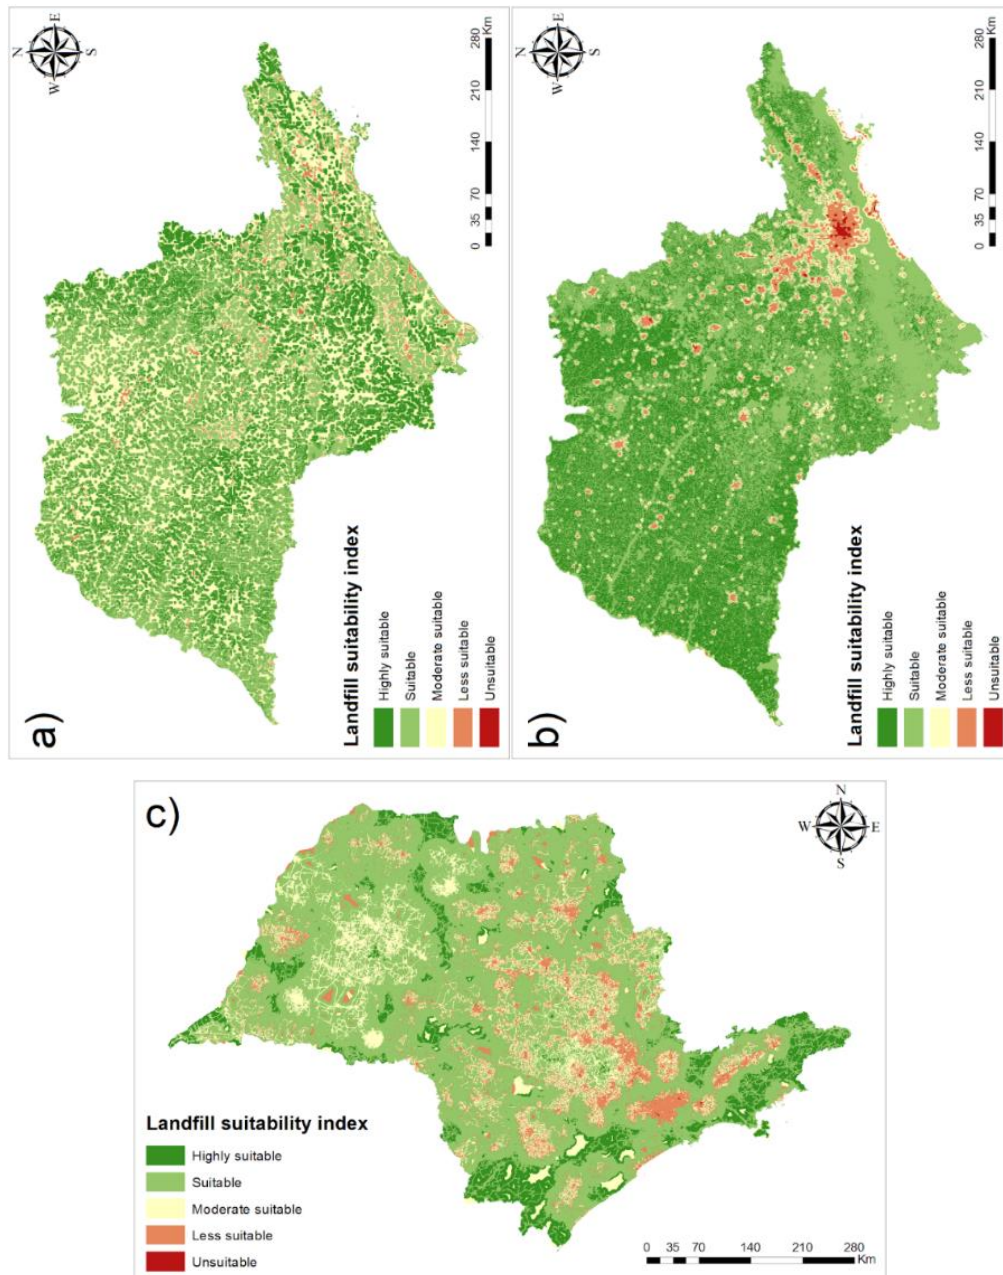 a)
N
E
S
W
280
Km
210
140
70
35
0
Landfill suitability index
Highly suitable
Suitable
Moderate suitable
Less suitable
Unsuitable
b)
N
E
S
W
280
Km
210
140
70
35
0
Landfill suitability index
Highly suitable
Suitable
Moderate suitable
Less suitable
Unsuitable
c)
N
W E
S
Landfill suitability index
Highly suitable
Suitable
Moderate suitable
Less suitable
Unsuitable
0 35 70 140 210 280
Km